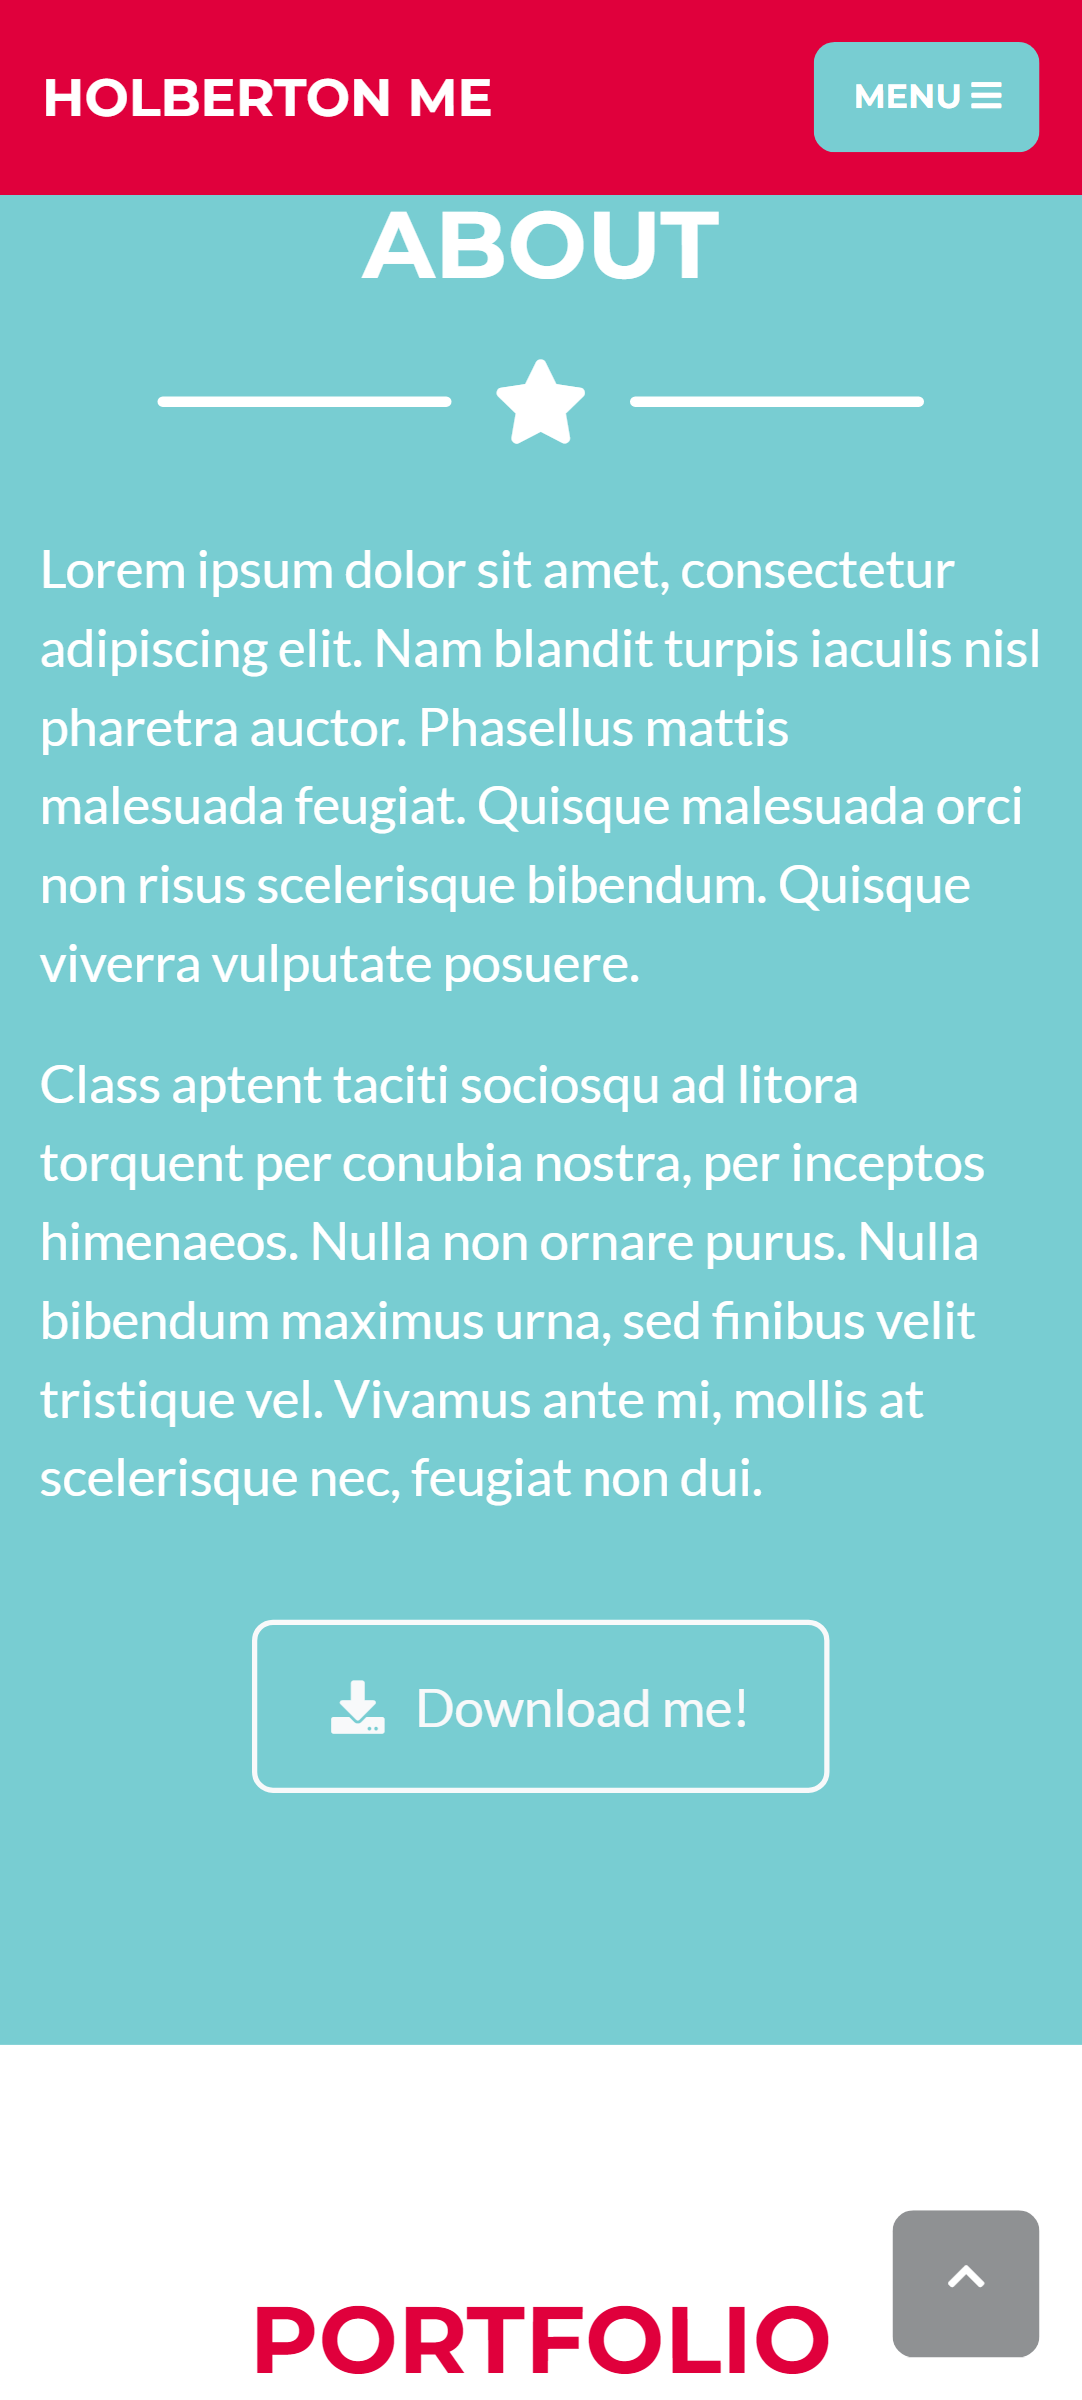 HOLBERTON ME
MENU
ABOUT
Lorem ipsum dolor sit amet, consectetur
adipiscing elit. Nam blandit turpis iaculis nisl
pharetra auctor. Phasellus mattis
malesuada feugiat. Quisque malesuada orci
non risus scelerisque bibendum. Quisque
viverra vulputate posuere.
Class aptent taciti sociosqu ad litora
torquent per conubia nostra, per inceptos
himenaeos. Nulla non ornare purus. Nulla
bibendum maximus urna, sed finibus velit
tristique vel. Vivamus ante mi, mollis at
scelerisque nec, feugiat non dui.
Download me!
PORTFOLIO